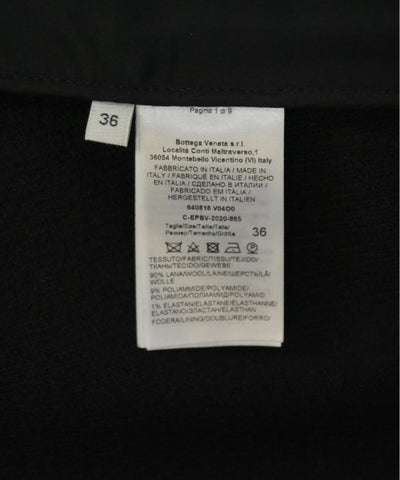 36
Pagina 1 di 9
Bottega Veneta s.r.l.
Località Conti Maltraverso,1
36054 Montebello Vicentino (VI) Italy
FABBRICATO IN ITALIA / MADE IN
ITALY / FABRIQUÉ EN ITALIE / HECHO
EN ITALIA / СДЕЛАНО В ИТАЛИИ /
FABRICADO EM ITÁLIA /
HERGESTELLT IN ITALIEN
640816 V04D0
C-EPBV-2020-865
Taglia/Size/Taille/Talla/
Размер/Tamanho/Größe 36
TESSUTO/FABRIC/TISSU/TEJIDO/
ТКАНЬ/TECIDO/GEWEBE
90% LANA/WOOL/LAINE/ШЕРСТЬ/LÃ/
WOLLE
9% POLIAMMIDE/POLYAMIDE/
POLIAMIDA/ПОЛИАМИД/POLYAMID
1% ELASTAN/ELASTANE/ÉLASTHANNE/
ELASTANO/ЭЛАСТАН/ELASTHAN
FODERA/LINING/DOUBLURE/FORRO/